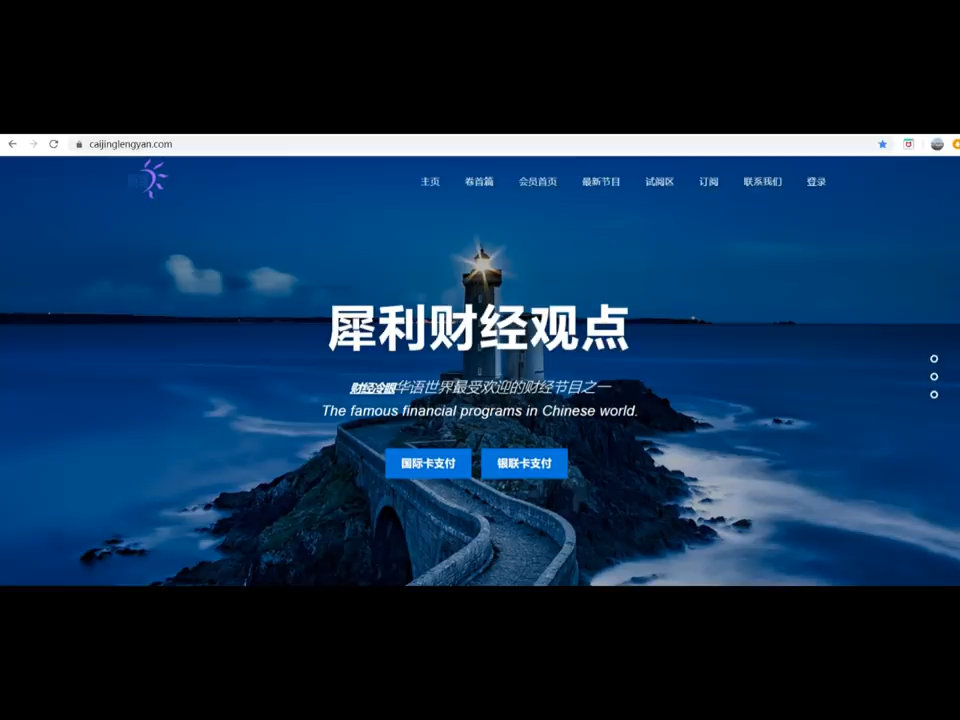 caijinglengyan.com
主页 卷首篇 会员首页 最新节目 试阅区 订阅 联系我们 登录
犀利财经观点
财经冷眼华语世界最受欢迎的财经节目之一
The famous financial programs in Chinese world.
国际卡支付 银联卡支付